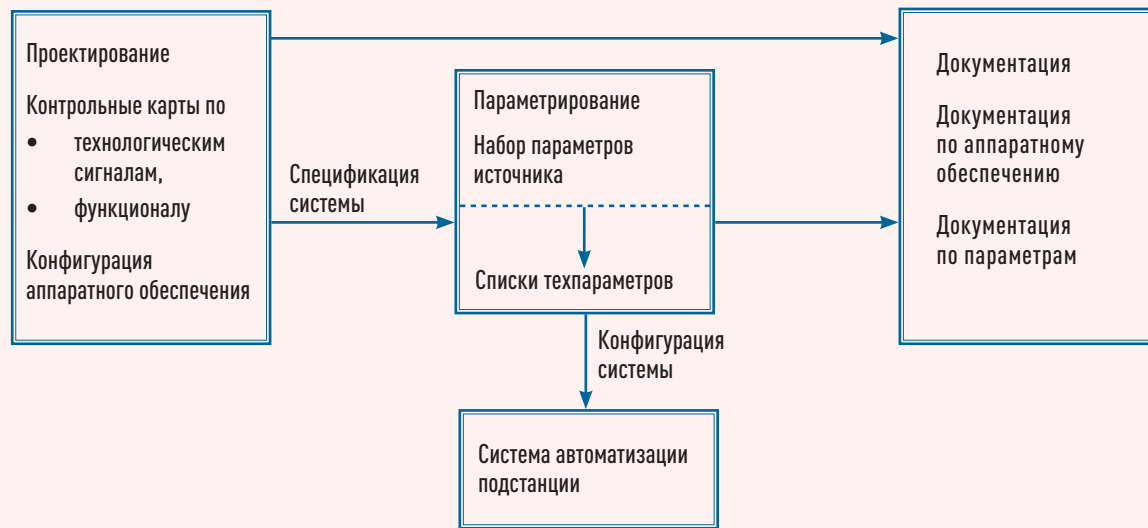 Проектирование
Контрольные карты по
• технологическим
сигналам,
• функционалу
Конфигурация
аппаратного обеспечения
Спецификация
системы
Параметрирование
Набор параметров
источника
Списки техпараметров
Конфигурация
системы
Система автоматизации
подстанции
Документация
Документация
по аппаратному
обеспечению
Документация
по параметрам